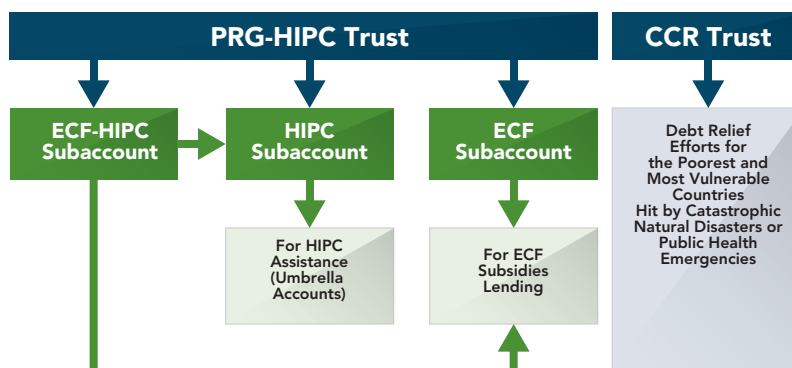 PRG-HIPC Trust
CCR Trust
ECF-HIPC
Subaccount
HIPC
Subaccount
ECF
Subaccount
For HIPC
Assistance
(Umbrella
Accounts)
For ECF
Subsidies
Lending
Debt Relief
Efforts for
the Poorest and
Most Vulnerable
Countries
Hit by Catastrophic
Natural Disasters or
Public Health
Emergencies